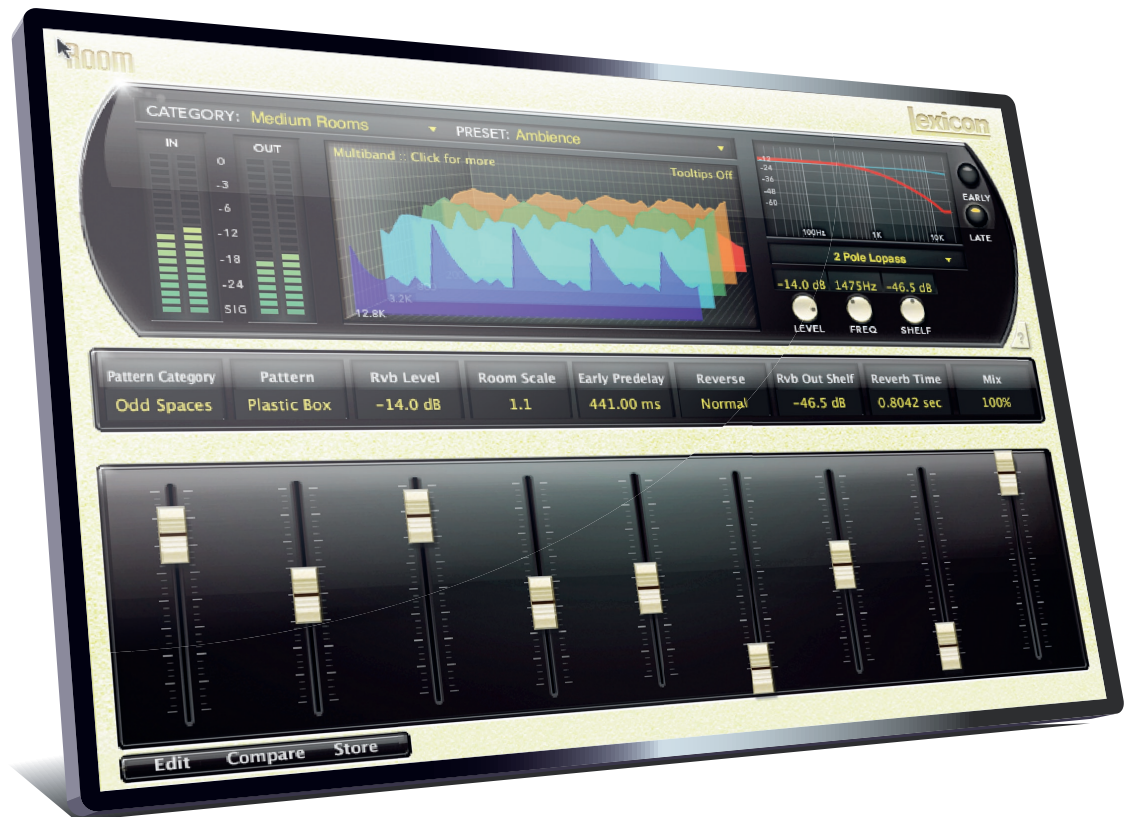 Room
lexicon
CATEGORY: Medium Rooms PRESET: Ambience
IN OUT
0
-3
-6
-12
-18
-24
SIG
Multiband :: Click for more
Tooltips Off
3.2K
12.8K
-12
-24
-36
-48
-60
100Hz 1K 10K
EARLY
LATE
2 Pole Lopass
-14.0 dB 1475Hz -46.5 dB
LEVEL FREQ SHELF
?
Pattern Category Pattern Rvb Level Room Scale Early Predelay Reverse Rvb Out Shelf Reverb Time Mix
Odd Spaces Plastic Box -14.0 dB 1.1 441.00 ms Normal -46.5 dB 0.8042 sec 100%
Edit Compare Store